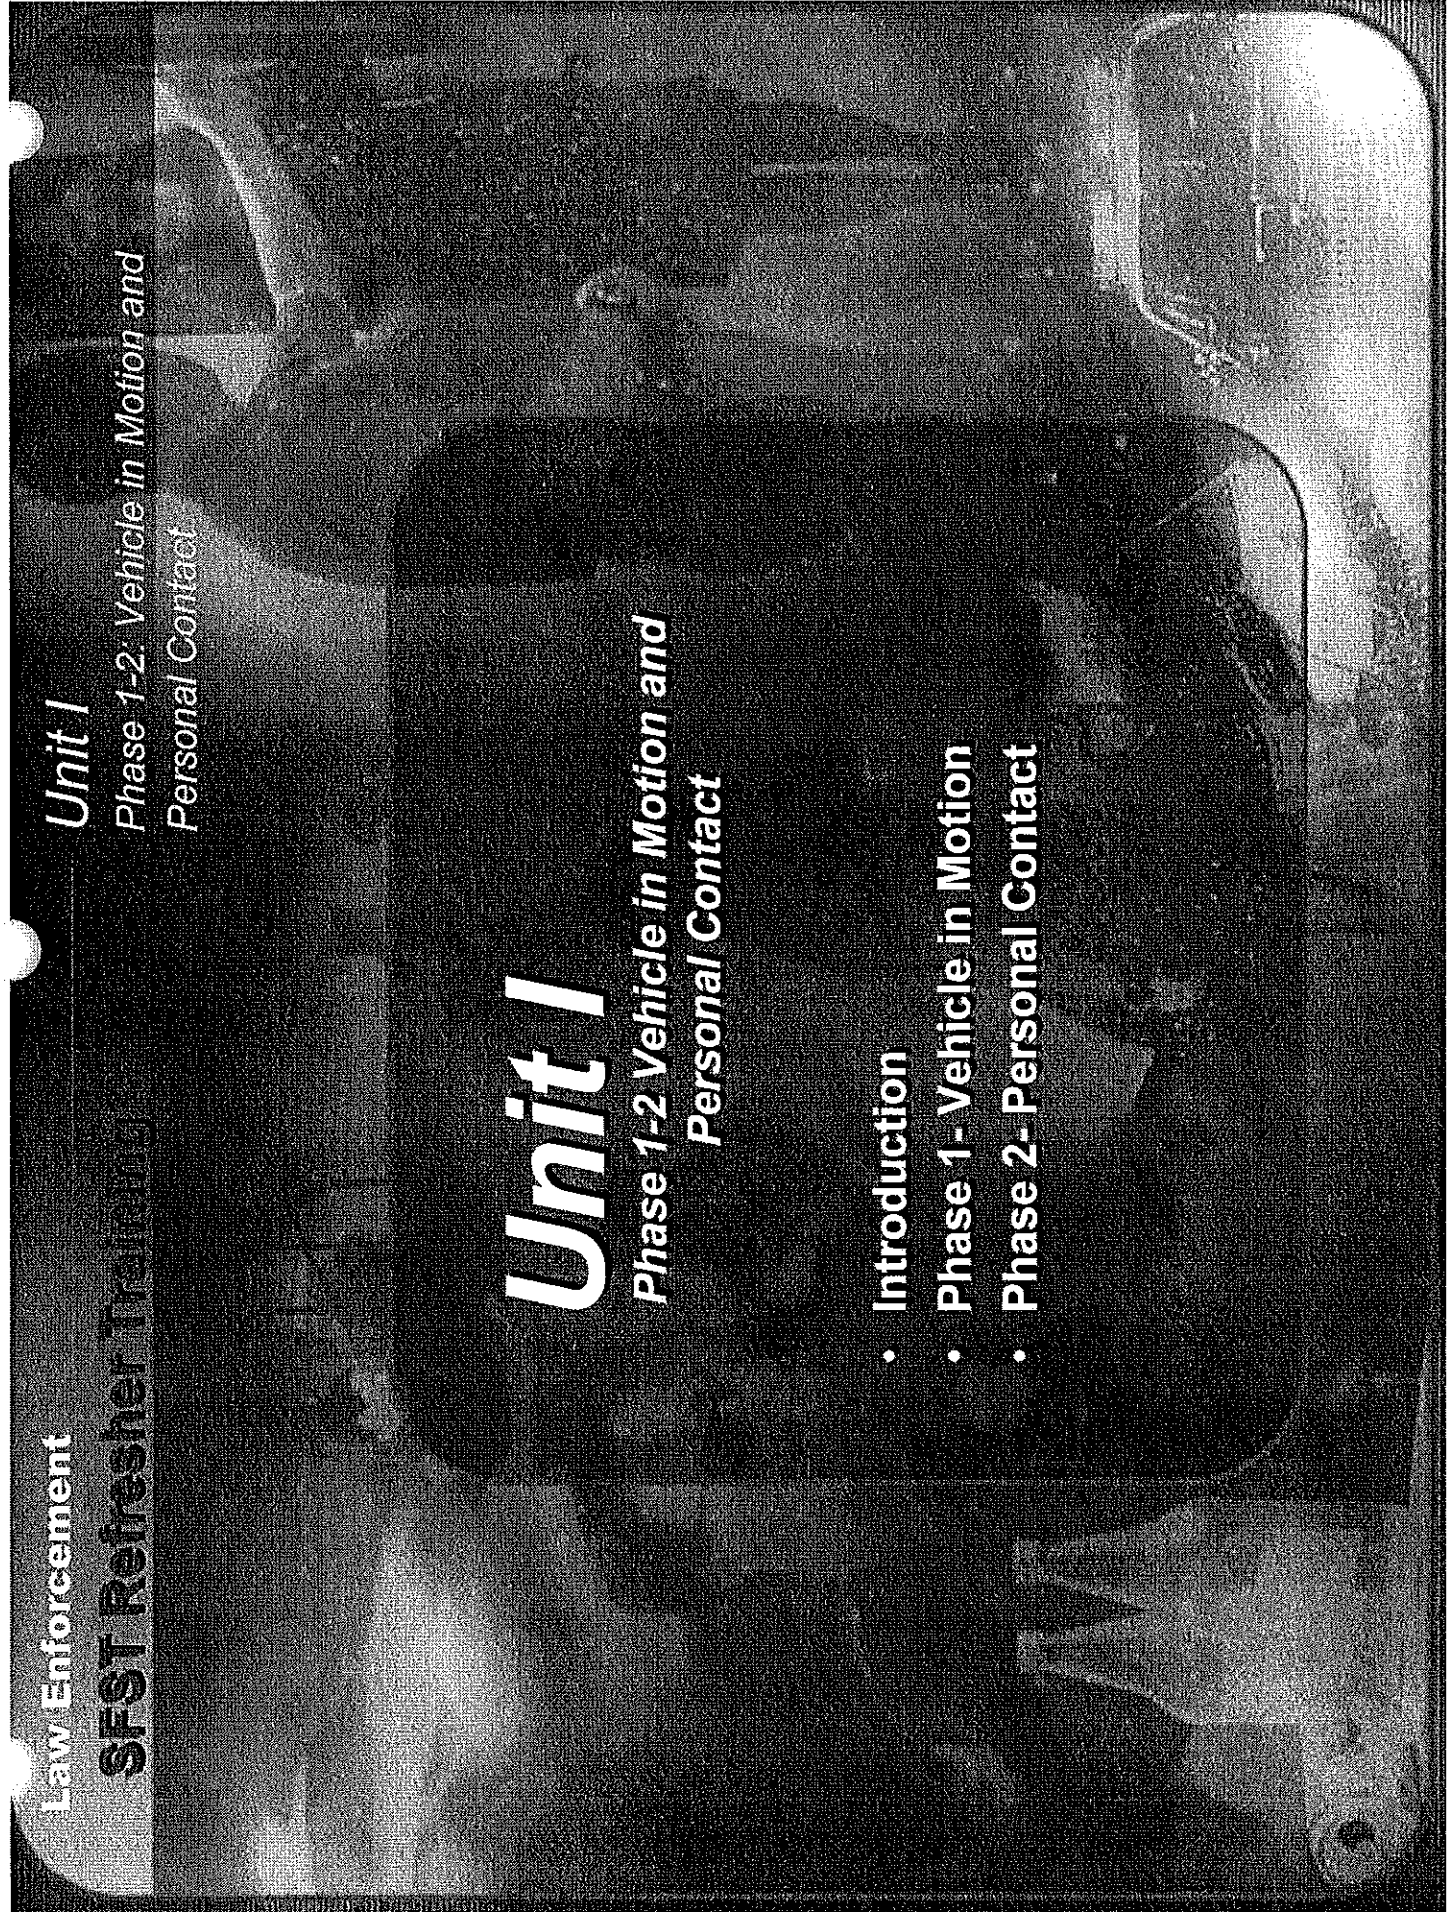 Law Enforcement
SFST Refresher Training
Unit I
Phase 1-2: Vehicle in Motion and
Personal Contact
Unit I
Phase 1-2 Vehicle in Motion and
Personal Contact
• Introduction
• Phase 1- Vehicle in Motion
• Phase 2- Personal Contact